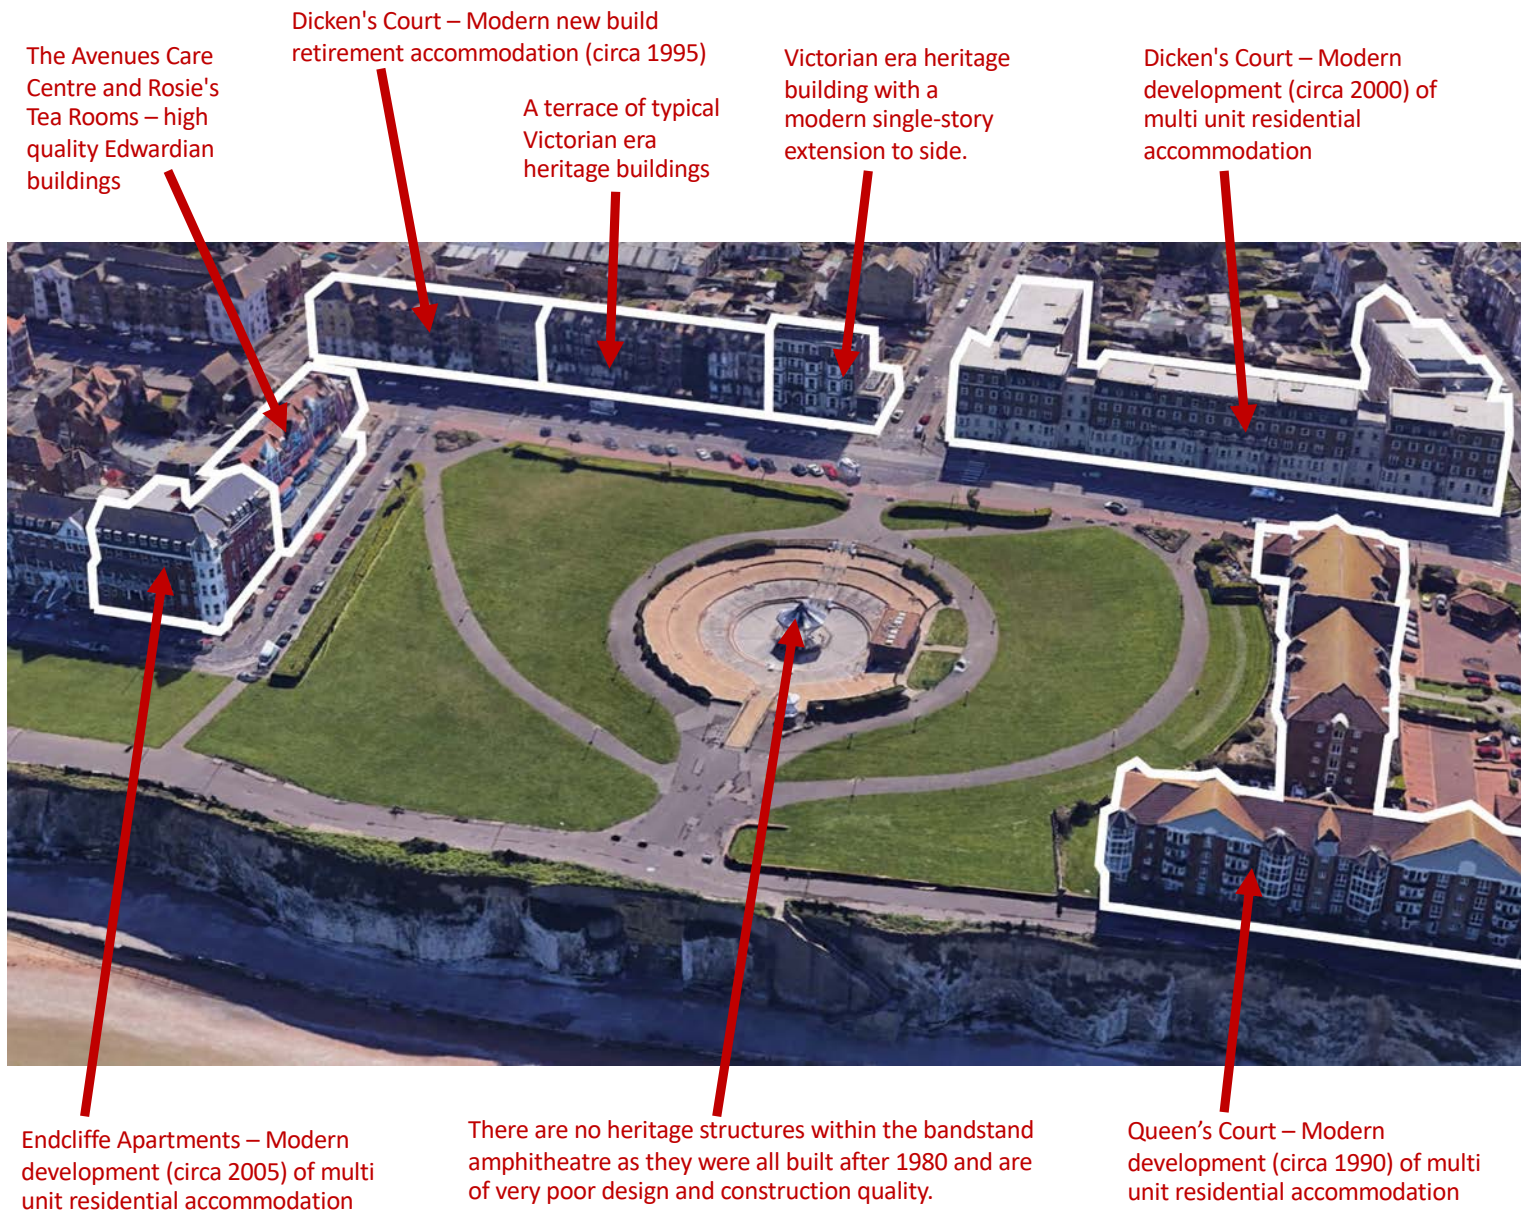 Dicken's Court – Modern new build
retirement accommodation (circa 1995)
The Avenues Care
Centre and Rosie's
Tea Rooms – high
quality Edwardian
buildings
A terrace of typical
Victorian era
heritage buildings
Victorian era heritage
building with a
modern single-story
extension to side.
Dicken's Court – Modern
development (circa 2000) of
multi unit residential
accommodation
Endcliffe Apartments – Modern
development (circa 2005) of multi
unit residential accommodation
There are no heritage structures within the bandstand
amphitheatre as they were all built after 1980 and are
of very poor design and construction quality.
Queen’s Court – Modern
development (circa 1990) of multi
unit residential accommodation